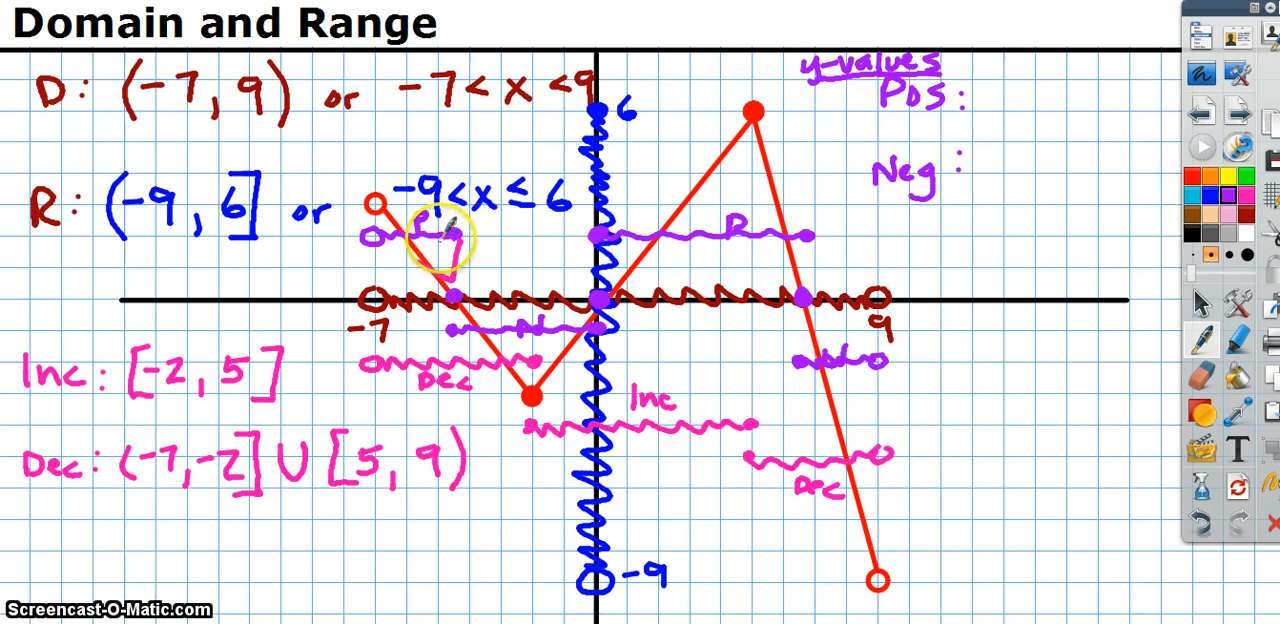 Domain and Range
D: (-7, 9) or -7 < x < 9
R: (-9, 6] or -9 < x ≤ 6
6
y-values
Pos:
Neg:
P
-7
9
Dec
Inc
Dec
-9
Inc: [-2, 5]
Dec: (-7, -2] U [5, 9)
T
Screencast-O-Matic.com